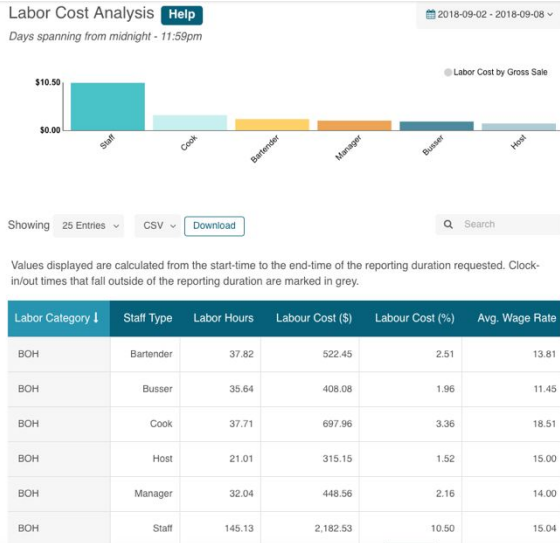 Labor Cost Analysis Help
2018-09-02 - 2018-09-08
Days spanning from midnight - 11:59pm
Labor Cost by Gross Sale
$10.50
$0.00
Staff Cook Bartender Manager Busser Host
Showing 25 Entries CSV Download Search
Values displayed are calculated from the start-time to the end-time of the reporting duration requested. Clock-
in/out times that fall outside of the reporting duration are marked in grey.
Labor Category Staff Type Labor Hours Labour Cost ($) Labour Cost (%) Avg. Wage Rate
BOH Bartender 37.82 522.45 2.51 13.81
BOH Busser 35.64 408.08 1.96 11.45
BOH Cook 37.71 697.96 3.36 18.51
BOH Host 21.01 315.15 1.52 15.00
BOH Manager 32.04 448.56 2.16 14.00
BOH Staff 145.13 2,182.53 10.50 15.04